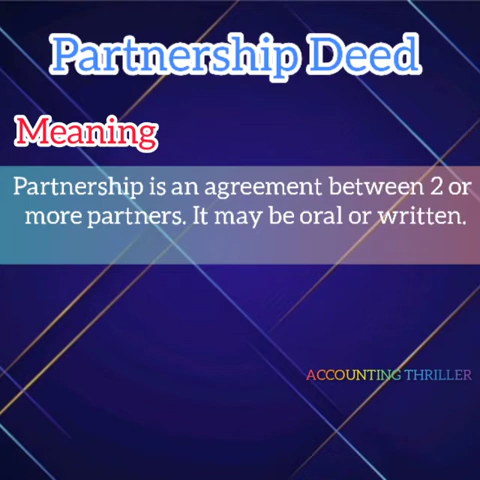 Partnership Deed
Meaning
Partnership is an agreement between 2 or
more partners. It may be oral or written.
ACCOUNTING THRILLER